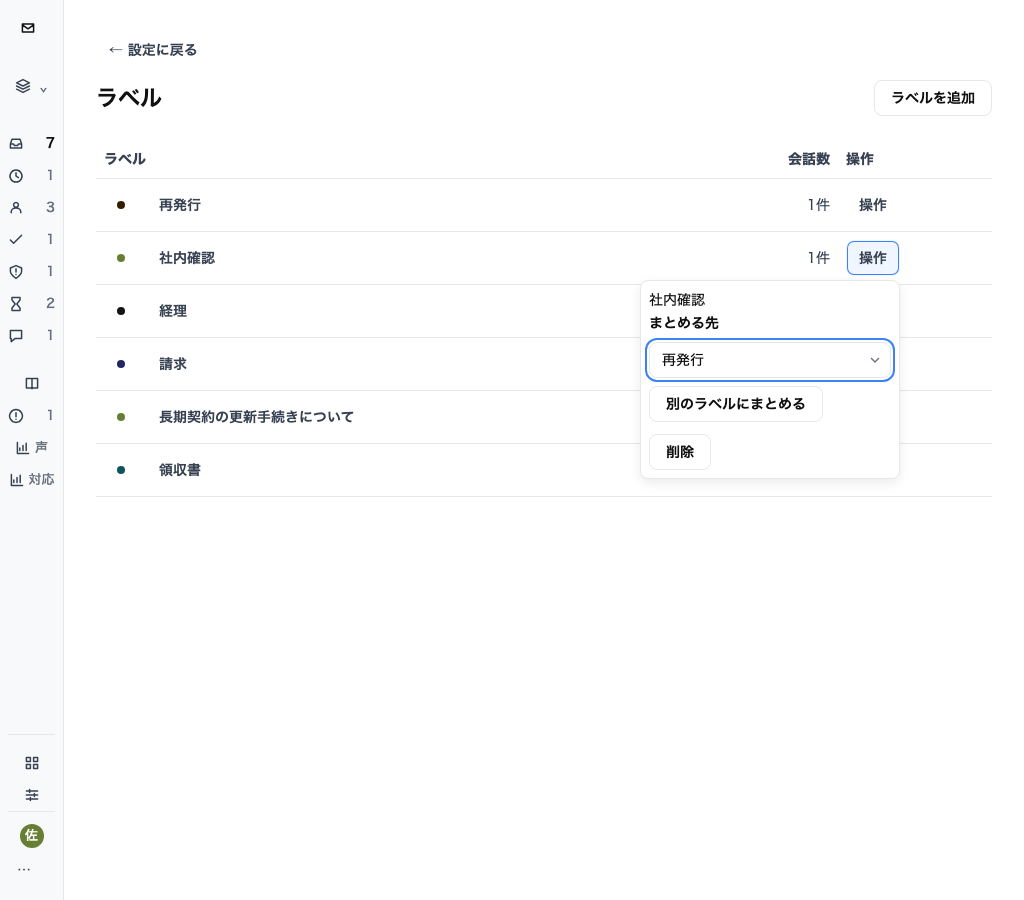 ← 設定に戻る
ラベル
ラベルを追加
ラベル 会話数 操作
再発行 1件 操作
社内確認 1件 操作
経理
請求
長期契約の更新手続きについて
領収書
社内確認
まとめる先
再発行
別のラベルにまとめる
削除
7
1
3
1
1
2
1
1
声
対応
佐
…